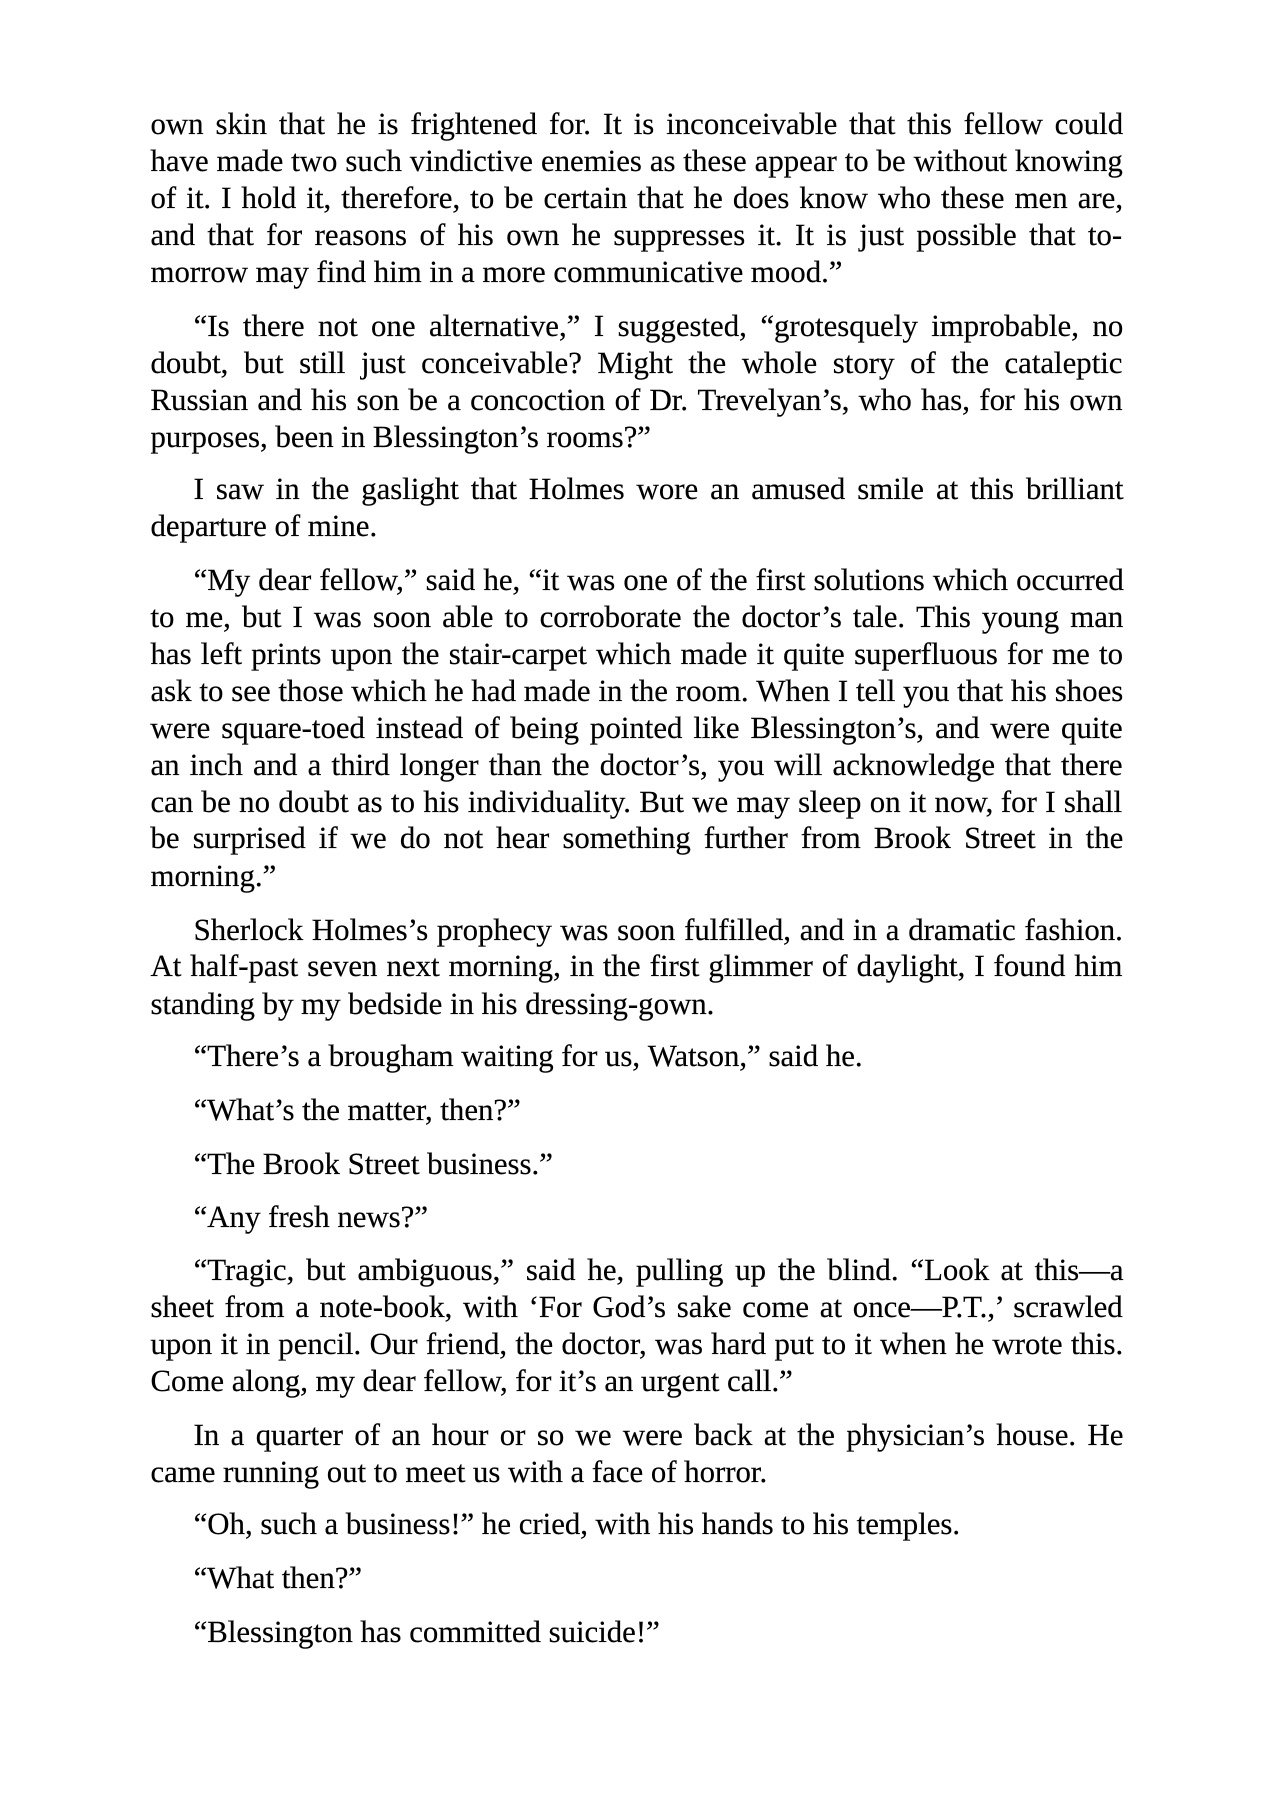 own skin that he is frightened for. It is inconceivable that this fellow could
have made two such vindictive enemies as these appear to be without knowing
of it. I hold it, therefore, to be certain that he does know who these men are,
and that for reasons of his own he suppresses it. It is just possible that to-
morrow may find him in a more communicative mood.”
“Is there not one alternative,” I suggested, “grotesquely improbable, no
doubt, but still just conceivable? Might the whole story of the cataleptic
Russian and his son be a concoction of Dr. Trevelyan’s, who has, for his own
purposes, been in Blessington’s rooms?”
I saw in the gaslight that Holmes wore an amused smile at this brilliant
departure of mine.
“My dear fellow,” said he, “it was one of the first solutions which occurred
to me, but I was soon able to corroborate the doctor’s tale. This young man
has left prints upon the stair-carpet which made it quite superfluous for me to
ask to see those which he had made in the room. When I tell you that his shoes
were square-toed instead of being pointed like Blessington’s, and were quite
an inch and a third longer than the doctor’s, you will acknowledge that there
can be no doubt as to his individuality. But we may sleep on it now, for I shall
be surprised if we do not hear something further from Brook Street in the
morning.”
Sherlock Holmes’s prophecy was soon fulfilled, and in a dramatic fashion.
At half-past seven next morning, in the first glimmer of daylight, I found him
standing by my bedside in his dressing-gown.
“There’s a brougham waiting for us, Watson,” said he.
“What’s the matter, then?”
“The Brook Street business.”
“Any fresh news?”
“Tragic, but ambiguous,” said he, pulling up the blind. “Look at this—a
sheet from a note-book, with ‘For God’s sake come at once—P.T.,’ scrawled
upon it in pencil. Our friend, the doctor, was hard put to it when he wrote this.
Come along, my dear fellow, for it’s an urgent call.”
In a quarter of an hour or so we were back at the physician’s house. He
came running out to meet us with a face of horror.
“Oh, such a business!” he cried, with his hands to his temples.
“What then?”
“Blessington has committed suicide!”